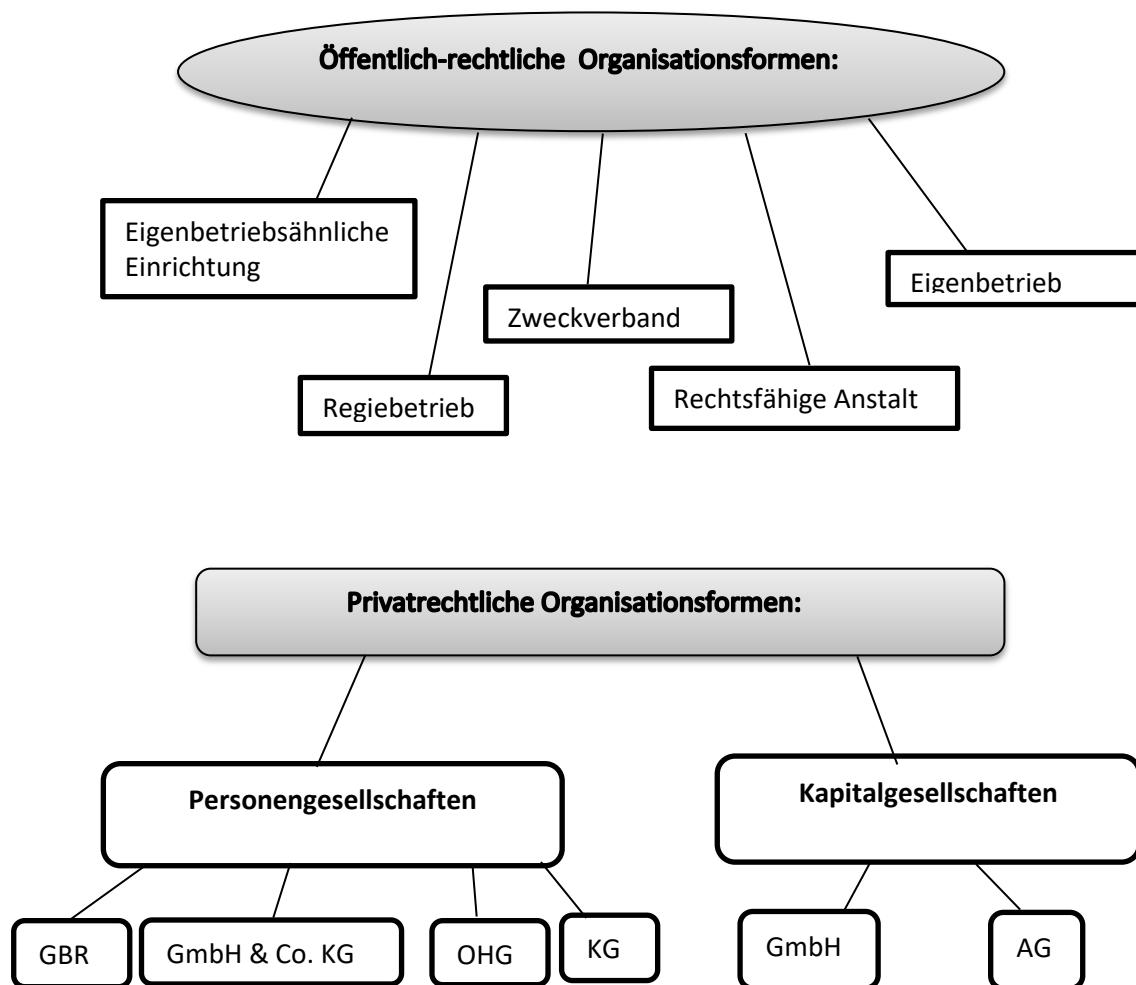 Öffentlich-rechtliche Organisationsformen:
Eigenbetriebsähnliche
Einrichtung
Eigenbetrieb
Zweckverband
Regiebetrieb
Rechtsfähige Anstalt
Privatrechtliche Organisationsformen:
Personengesellschaften
Kapitalgesellschaften
GBR
GmbH & Co. KG
OHG
KG
GmbH
AG